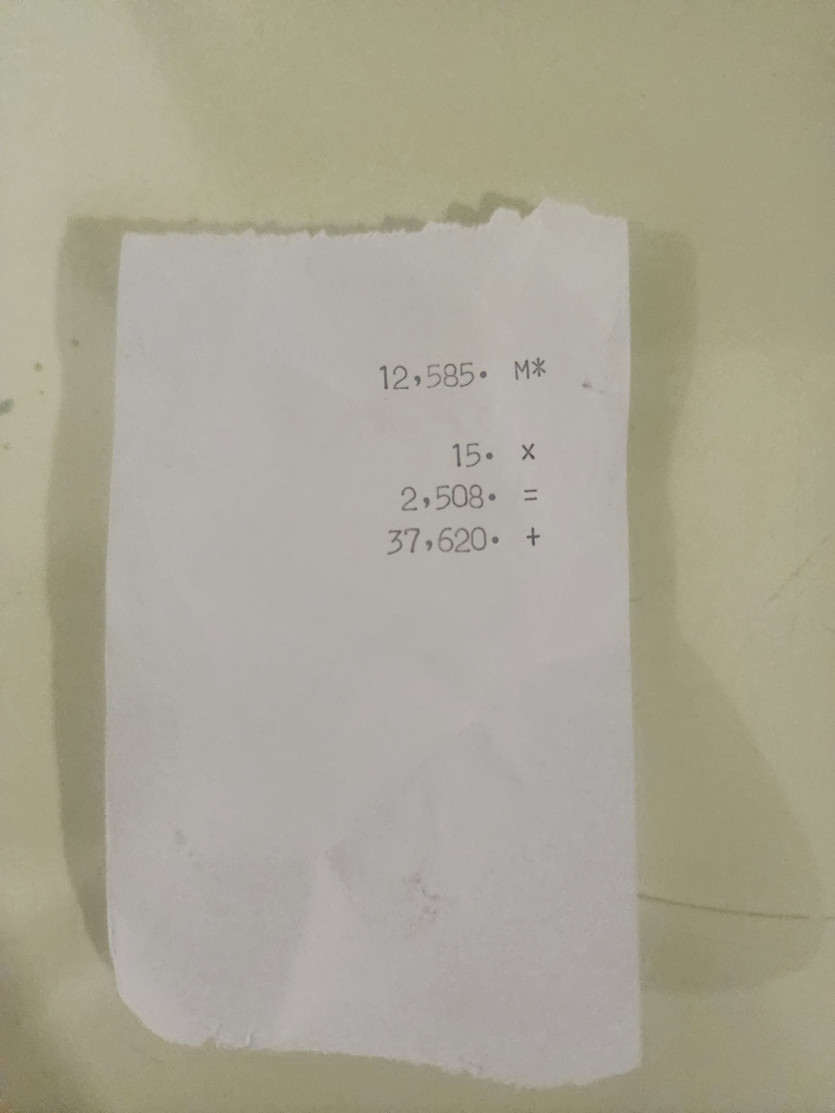 12,585. M*
15. x
2,508. =
37,620. +